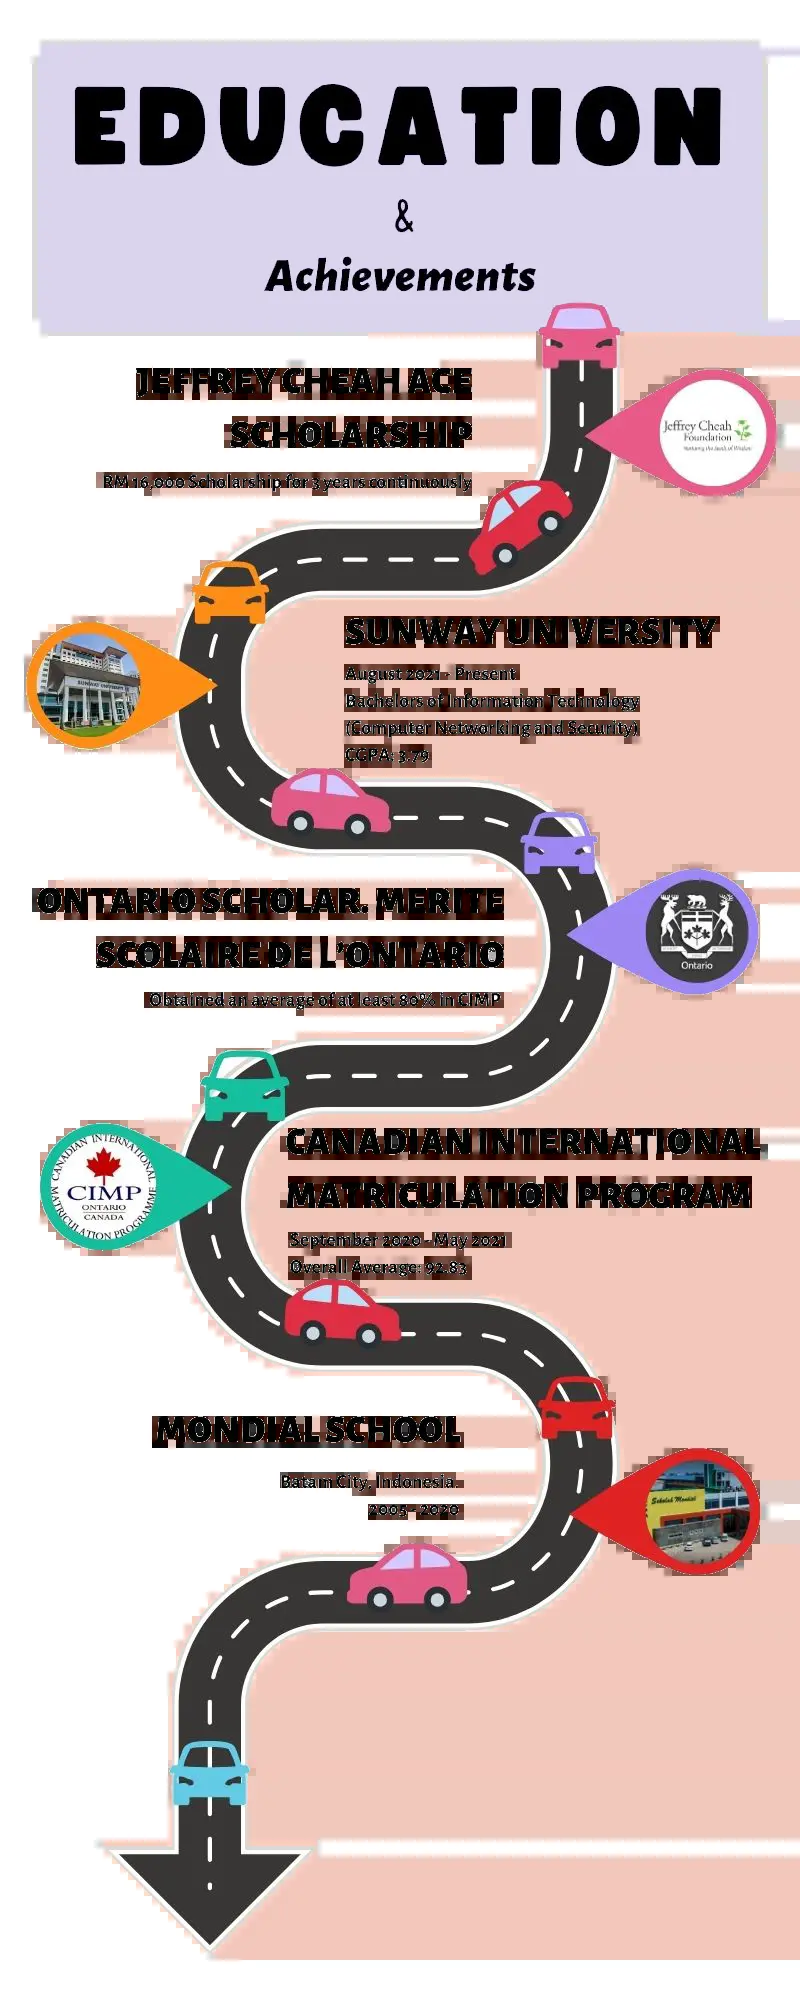 EDUCATION
&
Achievements
JEFFREY CHEAH ACE
SCHOLARSHIP
RM 16,000 Scholarship for 3 years continuously
Jeffrey Cheah
Foundation
Nurturing the Seeds of Wisdom
SUNWAY UNIVERSITY
SUNWAY UNIVERSITY
August 2021 - Present
Bachelors of Information Technology
(Computer Networking and Security)
CGPA: 3.79
ONTARIO SCHOLAR. MERITE
SCOLAIRE DE L'ONTARIO
Obtained an average of at least 80% in CIMP
Ontario
CANADIAN INTERNATIONAL
MATRICULATION PROGRAMME
CIMP
ONTARIO
CANADA
CANADIAN INTERNATIONAL
MATRICULATION PROGRAM
September 2020 - May 2021
Overall Average: 92.83
MONDIAL SCHOOL
Batam City, Indonesia.
2005 - 2020
Sekolah Mondial